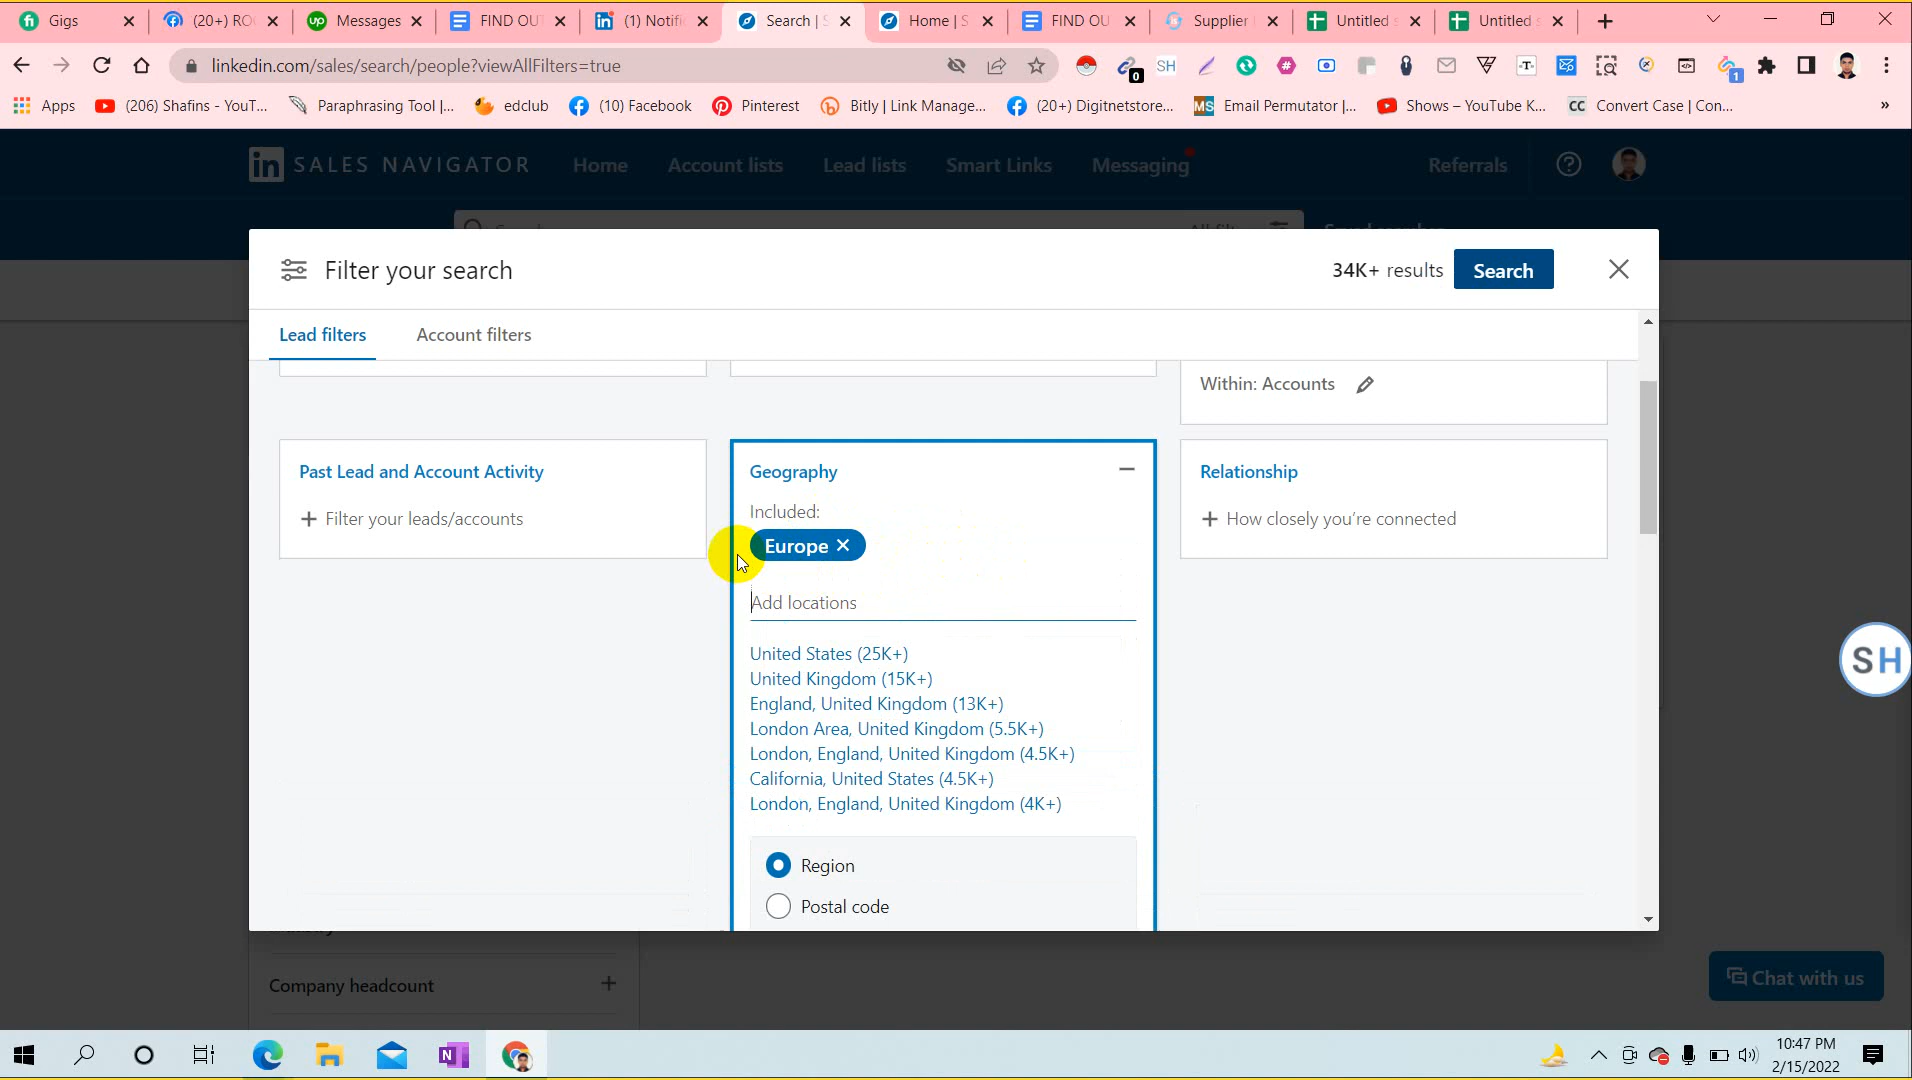 Gigs
(20+) RO
Messages
FIND OU
(1) Notifi
Search | S
Home | S
FIND OU
Supplier
Untitled s
Untitled s
linkedin.com/sales/search/people?viewAllFilters=true
SH
0
1
Apps
(206) Shafins - YouT...
Paraphrasing Tool |...
edclub
(10) Facebook
Pinterest
Bitly | Link Manage...
(20+) Digitnetstore...
MS Email Permutator |...
Shows – YouTube K...
CC Convert Case | Con...
»
in SALES NAVIGATOR
Home
Account lists
Lead lists
Smart Links
Messaging
Referrals
Filter your search
34K+ results
Search
Lead filters
Account filters
Within: Accounts
Past Lead and Account Activity
+ Filter your leads/accounts
Geography
Included:
Europe
Add locations
United States (25K+)
United Kingdom (15K+)
England, United Kingdom (13K+)
London Area, United Kingdom (5.5K+)
London, England, United Kingdom (4.5K+)
California, United States (4.5K+)
London, England, United Kingdom (4K+)
Region
Postal code
Relationship
+ How closely you're connected
SH
Company headcount
Chat with us
10:47 PM
2/15/2022